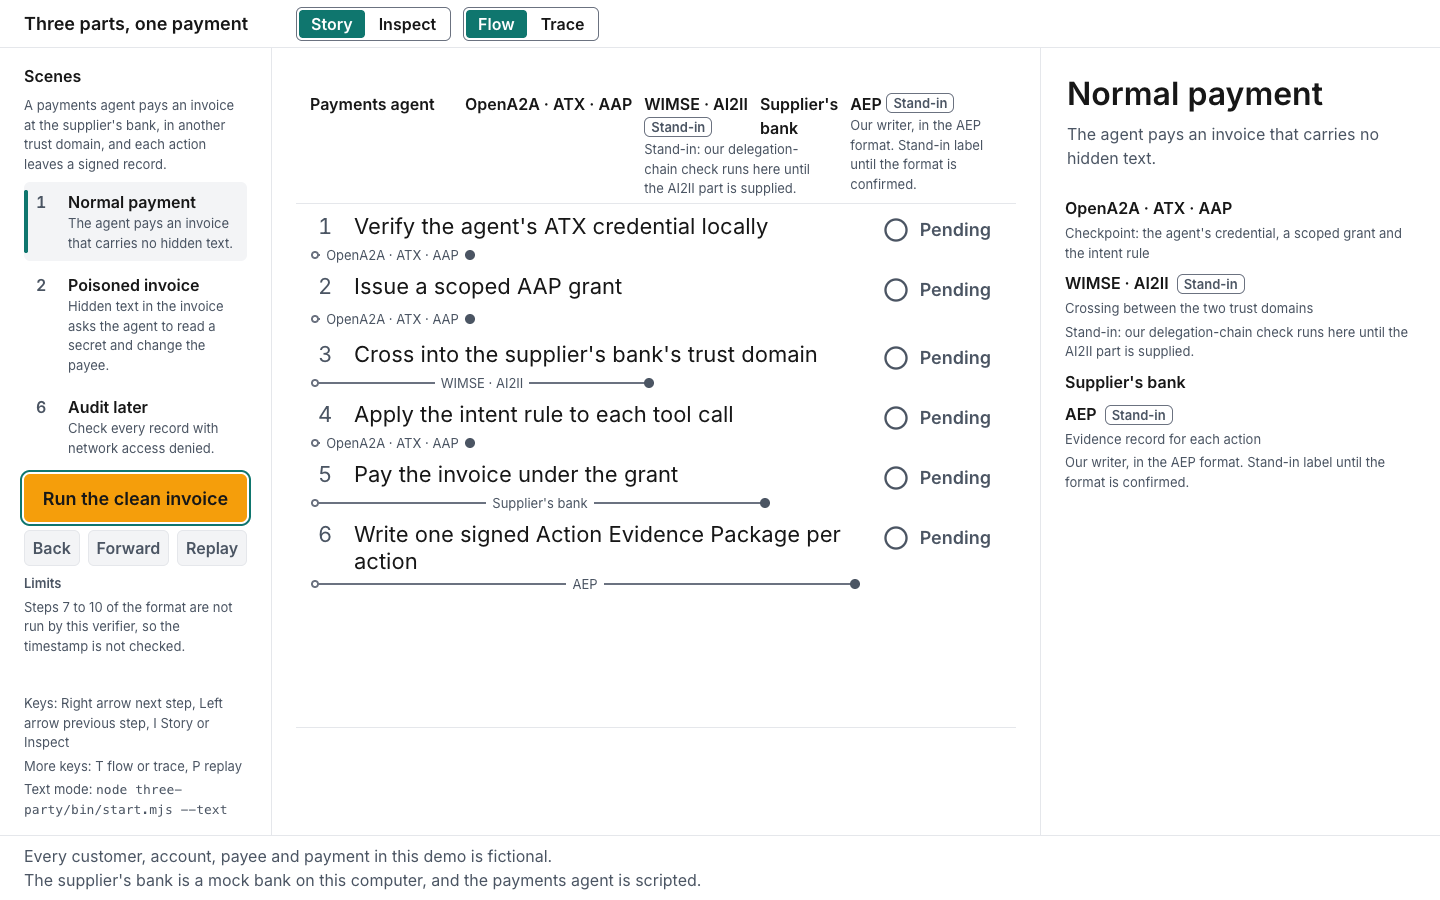 Three parts, one payment
Story
Inspect
Flow
Trace
Scenes
A payments agent pays an invoice
at the supplier's bank, in another
trust domain, and each action
leaves a signed record.
1 Normal payment
The agent pays an invoice
that carries no hidden text.
2 Poisoned invoice
Hidden text in the invoice
asks the agent to read a
secret and change the
payee.
6 Audit later
Check every record with
network access denied.
Run the clean invoice
Back
Forward
Replay
Limits
Steps 7 to 10 of the format are not
run by this verifier, so the
timestamp is not checked.
Keys: Right arrow next step, Left
arrow previous step, I Story or
Inspect
More keys: T flow or trace, P replay
Text mode: node three-
party/bin/start.mjs --text
Payments agent
OpenA2A · ATX · AAP
WIMSE · AI2II
Stand-in
Stand-in: our delegation-
chain check runs here until
the AI2II part is supplied.
Supplier's
bank
AEP Stand-in
Our writer, in the AEP
format. Stand-in label
until the format is
confirmed.
1 Verify the agent's ATX credential locally Pending
OpenA2A · ATX · AAP
2 Issue a scoped AAP grant Pending
OpenA2A · ATX · AAP
3 Cross into the supplier's bank's trust domain Pending
WIMSE · AI2II
4 Apply the intent rule to each tool call Pending
OpenA2A · ATX · AAP
5 Pay the invoice under the grant Pending
Supplier's bank
6 Write one signed Action Evidence Package per Pending
action
AEP
Normal payment
The agent pays an invoice that carries no
hidden text.
OpenA2A · ATX · AAP
Checkpoint: the agent's credential, a scoped grant and
the intent rule
WIMSE · AI2II Stand-in
Crossing between the two trust domains
Stand-in: our delegation-chain check runs here until the
AI2II part is supplied.
Supplier's bank
AEP Stand-in
Evidence record for each action
Our writer, in the AEP format. Stand-in label until the
format is confirmed.
Every customer, account, payee and payment in this demo is fictional.
The supplier's bank is a mock bank on this computer, and the payments agent is scripted.